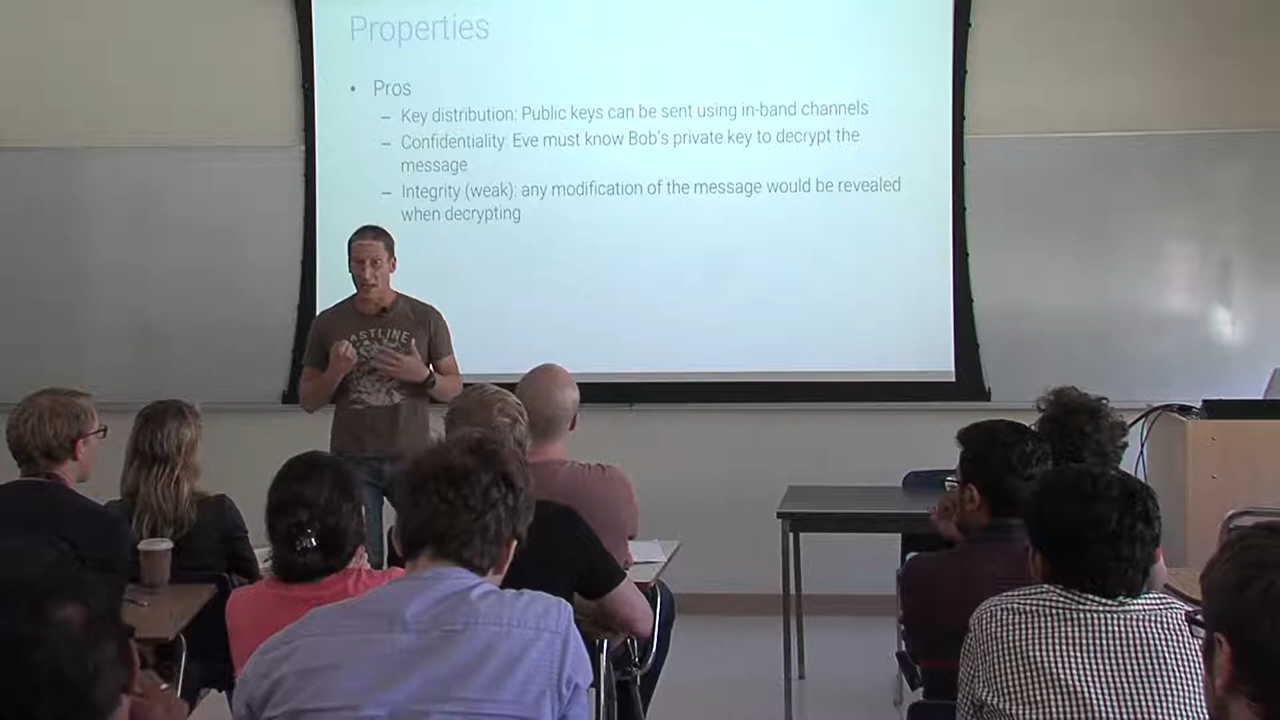 Properties
• Pros
– Key distribution: Public keys can be sent using in-band channels
– Confidentiality: Eve must know Bob's private key to decrypt the
message
– Integrity (weak): any modification of the message would be revealed
when decrypting